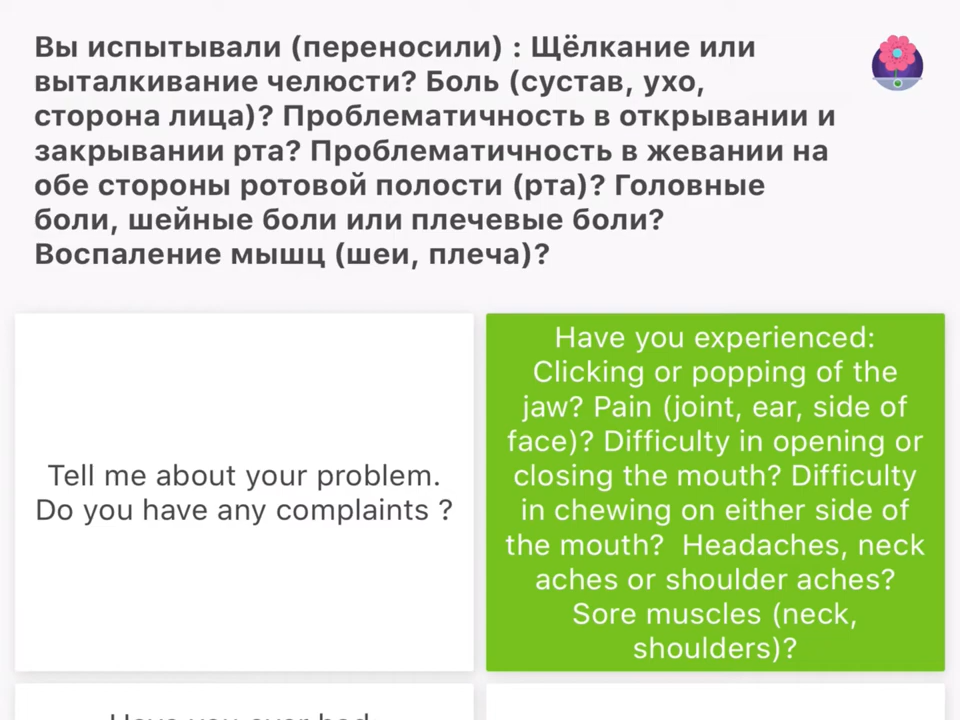 Вы испытывали (переносили) : Щёлкание или
выталкивание челюсти? Боль (сустав, ухо,
сторона лица)? Проблематичность в открывании и
закрывании рта? Проблематичность в жевании на
обе стороны ротовой полости (рта)? Головные
боли, шейные боли или плечевые боли?
Воспаление мышц (шеи, плеча)?
Tell me about your problem.
Do you have any complaints ?
Have you experienced:
Clicking or popping of the
jaw? Pain (joint, ear, side of
face)? Difficulty in opening or
closing the mouth? Difficulty
in chewing on either side of
the mouth?  Headaches, neck
aches or shoulder aches?
Sore muscles (neck,
shoulders)?
Have you ever had